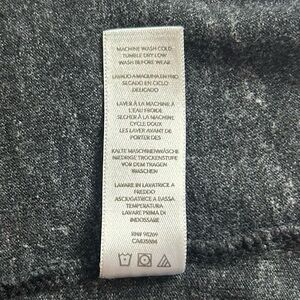 MACHINE WASH COLD
TUMBLE DRY LOW
WASH BEFORE WEAR
LAVADO A MAQUINA EN FRIO
SECADO EN CICLO
DELICADO
LAVER À LA MACHINE À
L'EAU FROIDE
SÉCHER À LA MACHINE
CYCLE DOUX
LES LAVER AVANT DE
PORTER DES
KALTE MASCHINENWÄSCHE
NIEDRIGE TROCKENSTUFE
VOR DEM TRAGEN
WASCHEN
LAVARE IN LAVATRICE A
FREDDO
ASCIUGATRICE A BASSA
TEMPERATURA
LAVARE PRIMA DI
INDOSSARE
RN#